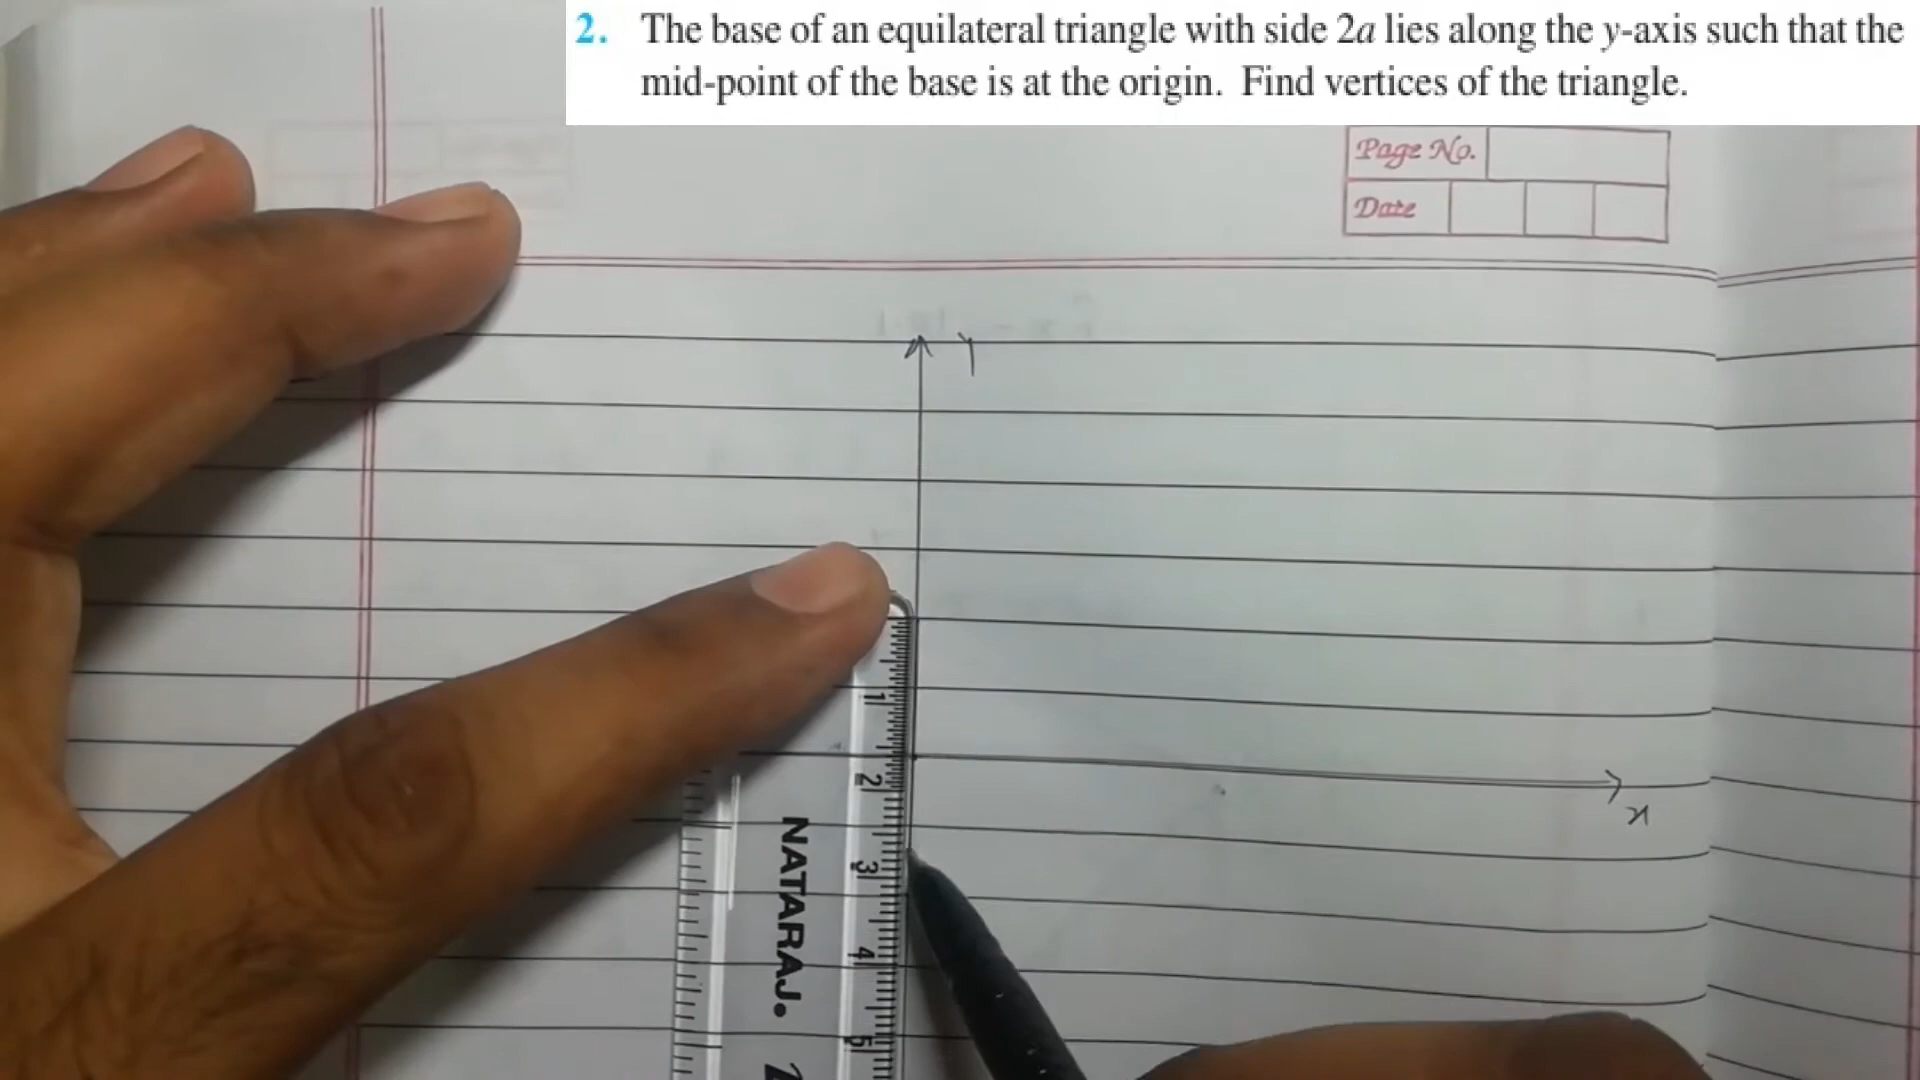 2. The base of an equilateral triangle with side 2a lies along the y-axis such that the
mid-point of the base is at the origin. Find vertices of the triangle.
Page No.
Date
Y
x
1
2
3
4
5
NATARAJ.